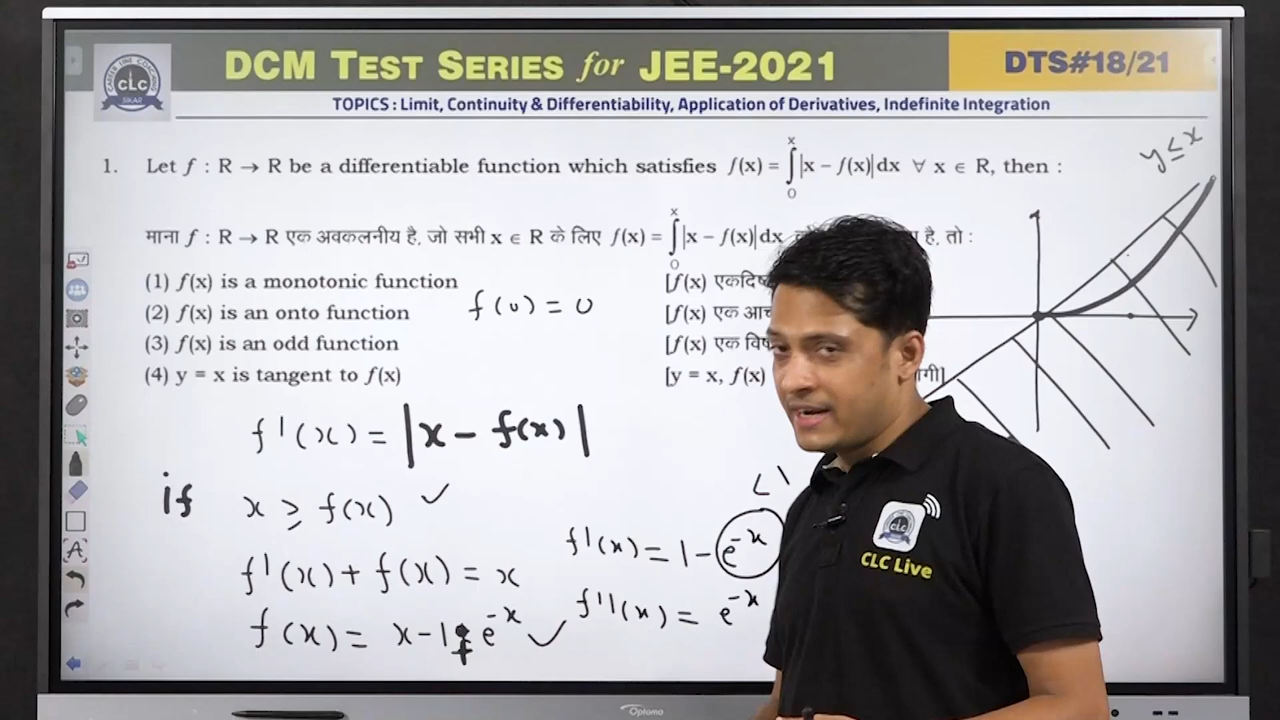 DCM TEST SERIES for JEE-2021
DTS#18/21
CLC
SIKAR
TOPICS : Limit, Continuity & Differentiability, Application of Derivatives, Indefinite Integration
y ≤ x
1. Let f : R → R be a differentiable function which satisfies f(x) = ∫₀ˣ |x – f(x)| dx ∀ x ∈ R, then :
माना f : R → R एक अवकलनीय है, जो सभी x ∈ R के लिए f(x) = ∫₀ˣ |x – f(x)| dx है, तो :
(1) f(x) is a monotonic function [f(x)
(2) f(x) is an onto function [f(x) एक
(3) f(x) is an odd function [f(x) एक
(4) y = x is tangent to f(x) [y = x, f(x)
f(0) = 0
f'(x) = |x – f(x)|
if x ≥ f(x) ✓
f'(x) + f(x) = x
f(x) = x – 1 + e^-x ✓
<1
f'(x) = 1 – e^-x
f''(x) = e^-x
CLC
CLC Live
Optoma